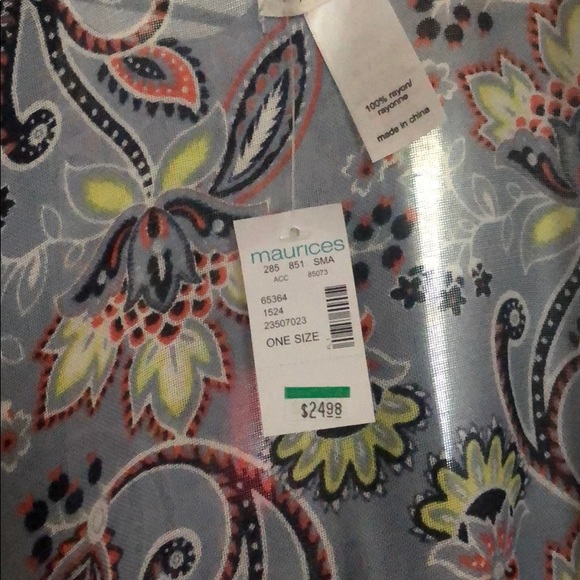 100% rayon/
rayonne
made in china
maurices
285 851 SMA
ACC 85073
65364
1524
23507023
ONE SIZE
$24.98